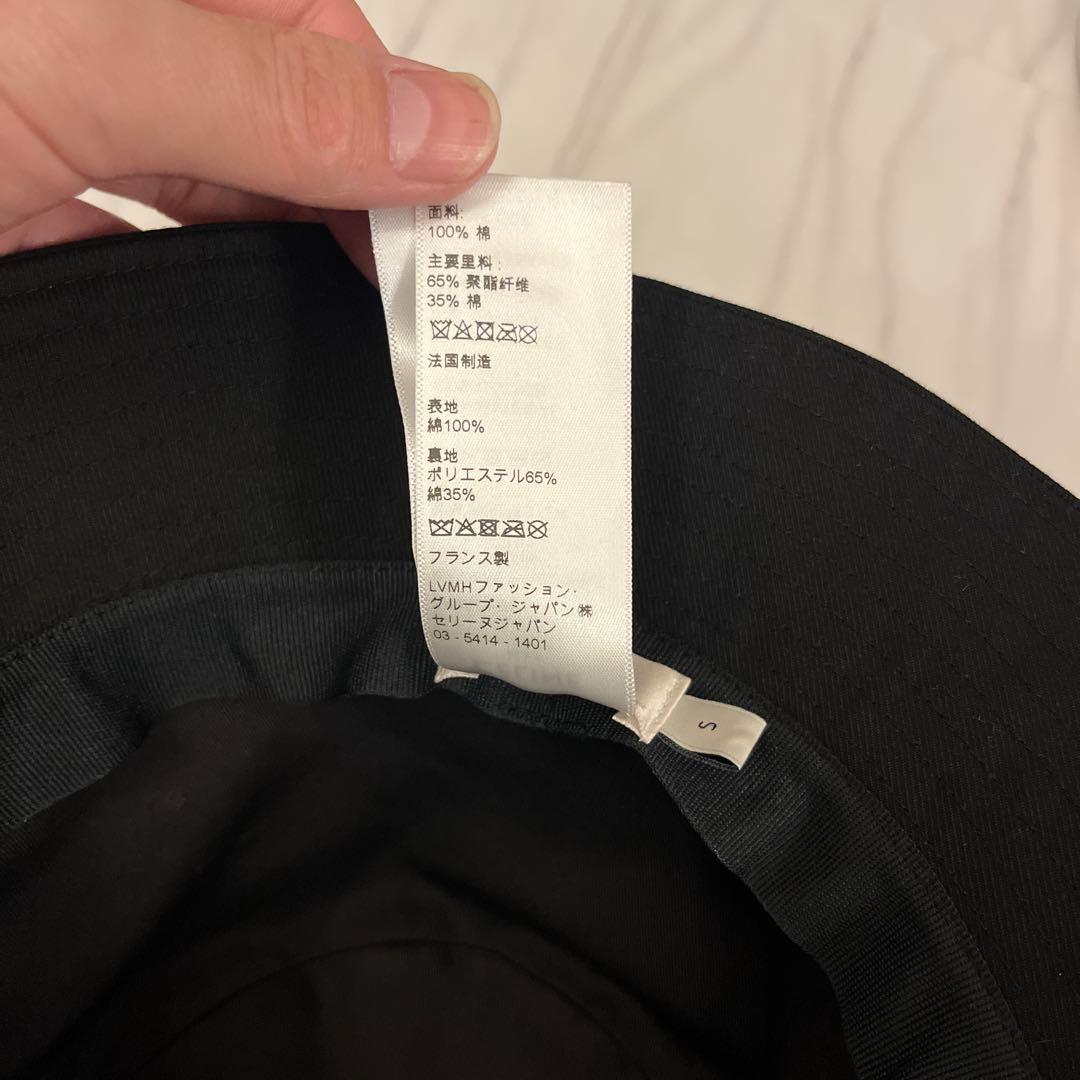 面料:
100% 棉
主要里料:
65% 聚酯纤维
35% 棉
法国制造
表地
綿100%
裏地
ポリエステル65%
綿35%
フランス製
LVMHファッション・
グループ・ジャパン㈱
セリーヌジャパン
03 - 5414 - 1401
S